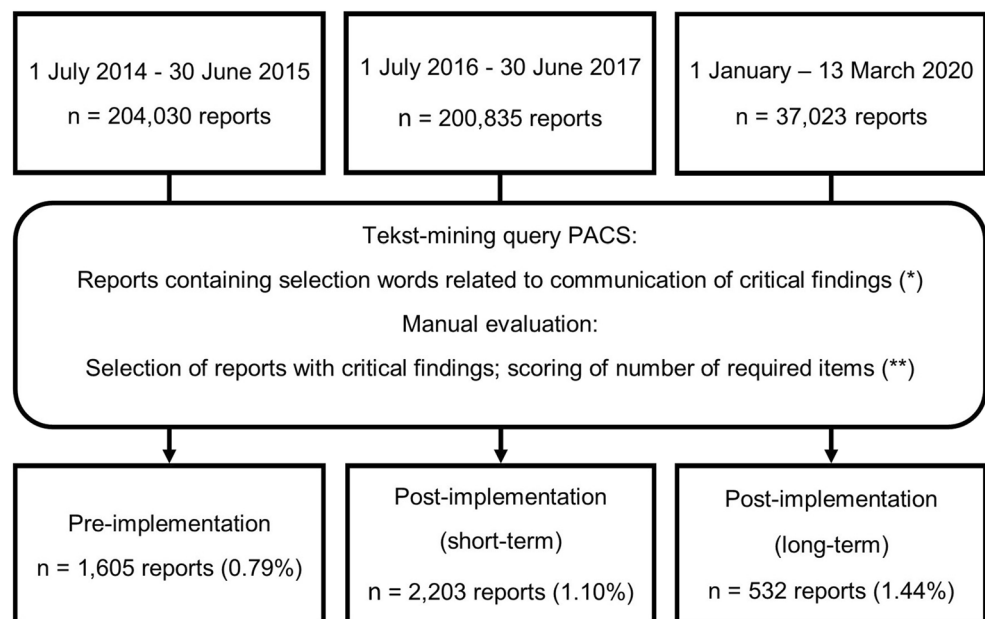 1 July 2014 - 30 June 2015
n = 204,030 reports
1 July 2016 - 30 June 2017
n = 200,835 reports
1 January – 13 March 2020
n = 37,023 reports
Tekst-mining query PACS:
Reports containing selection words related to communication of critical findings (*)
Manual evaluation:
Selection of reports with critical findings; scoring of number of required items (**)
Pre-implementation
n = 1,605 reports (0.79%)
Post-implementation
(short-term)
n = 2,203 reports (1.10%)
Post-implementation
(long-term)
n = 532 reports (1.44%)